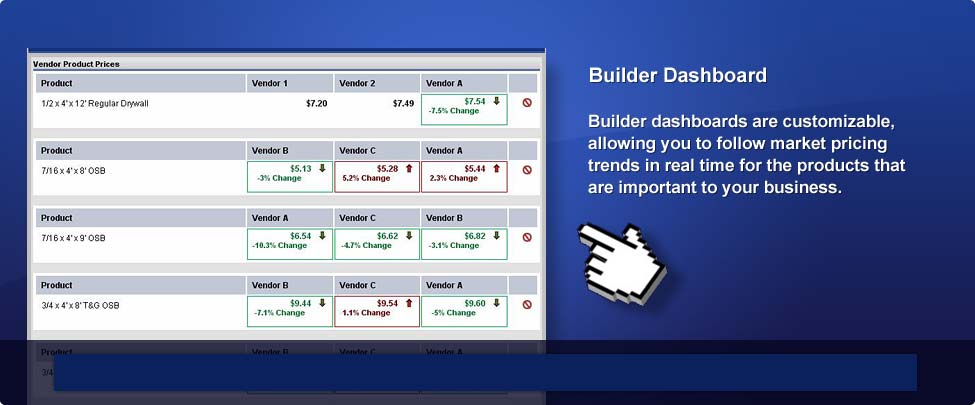 Vendor Product Prices
Product Vendor 1 Vendor 2 Vendor A
1/2 x 4' x 12' Regular Drywall $7.20 $7.49 $7.54
-7.5% Change
Product Vendor B Vendor C Vendor A
7/16 x 4' x 8' OSB $5.13 $5.28 $5.44
-3% Change 5.2% Change 2.3% Change
Product Vendor A Vendor C Vendor B
7/16 x 4' x 9' OSB $6.54 $6.62 $6.82
-10.3% Change -4.7% Change -3.1% Change
Product Vendor B Vendor C Vendor A
3/4 x 4' x 8' T&G OSB $9.44 $9.54 $9.60
-7.1% Change 1.1% Change -5% Change
Product Vendor B Vendor C Vendor A
3/4
Builder Dashboard
Builder dashboards are customizable,
allowing you to follow market pricing
trends in real time for the products that
are important to your business.